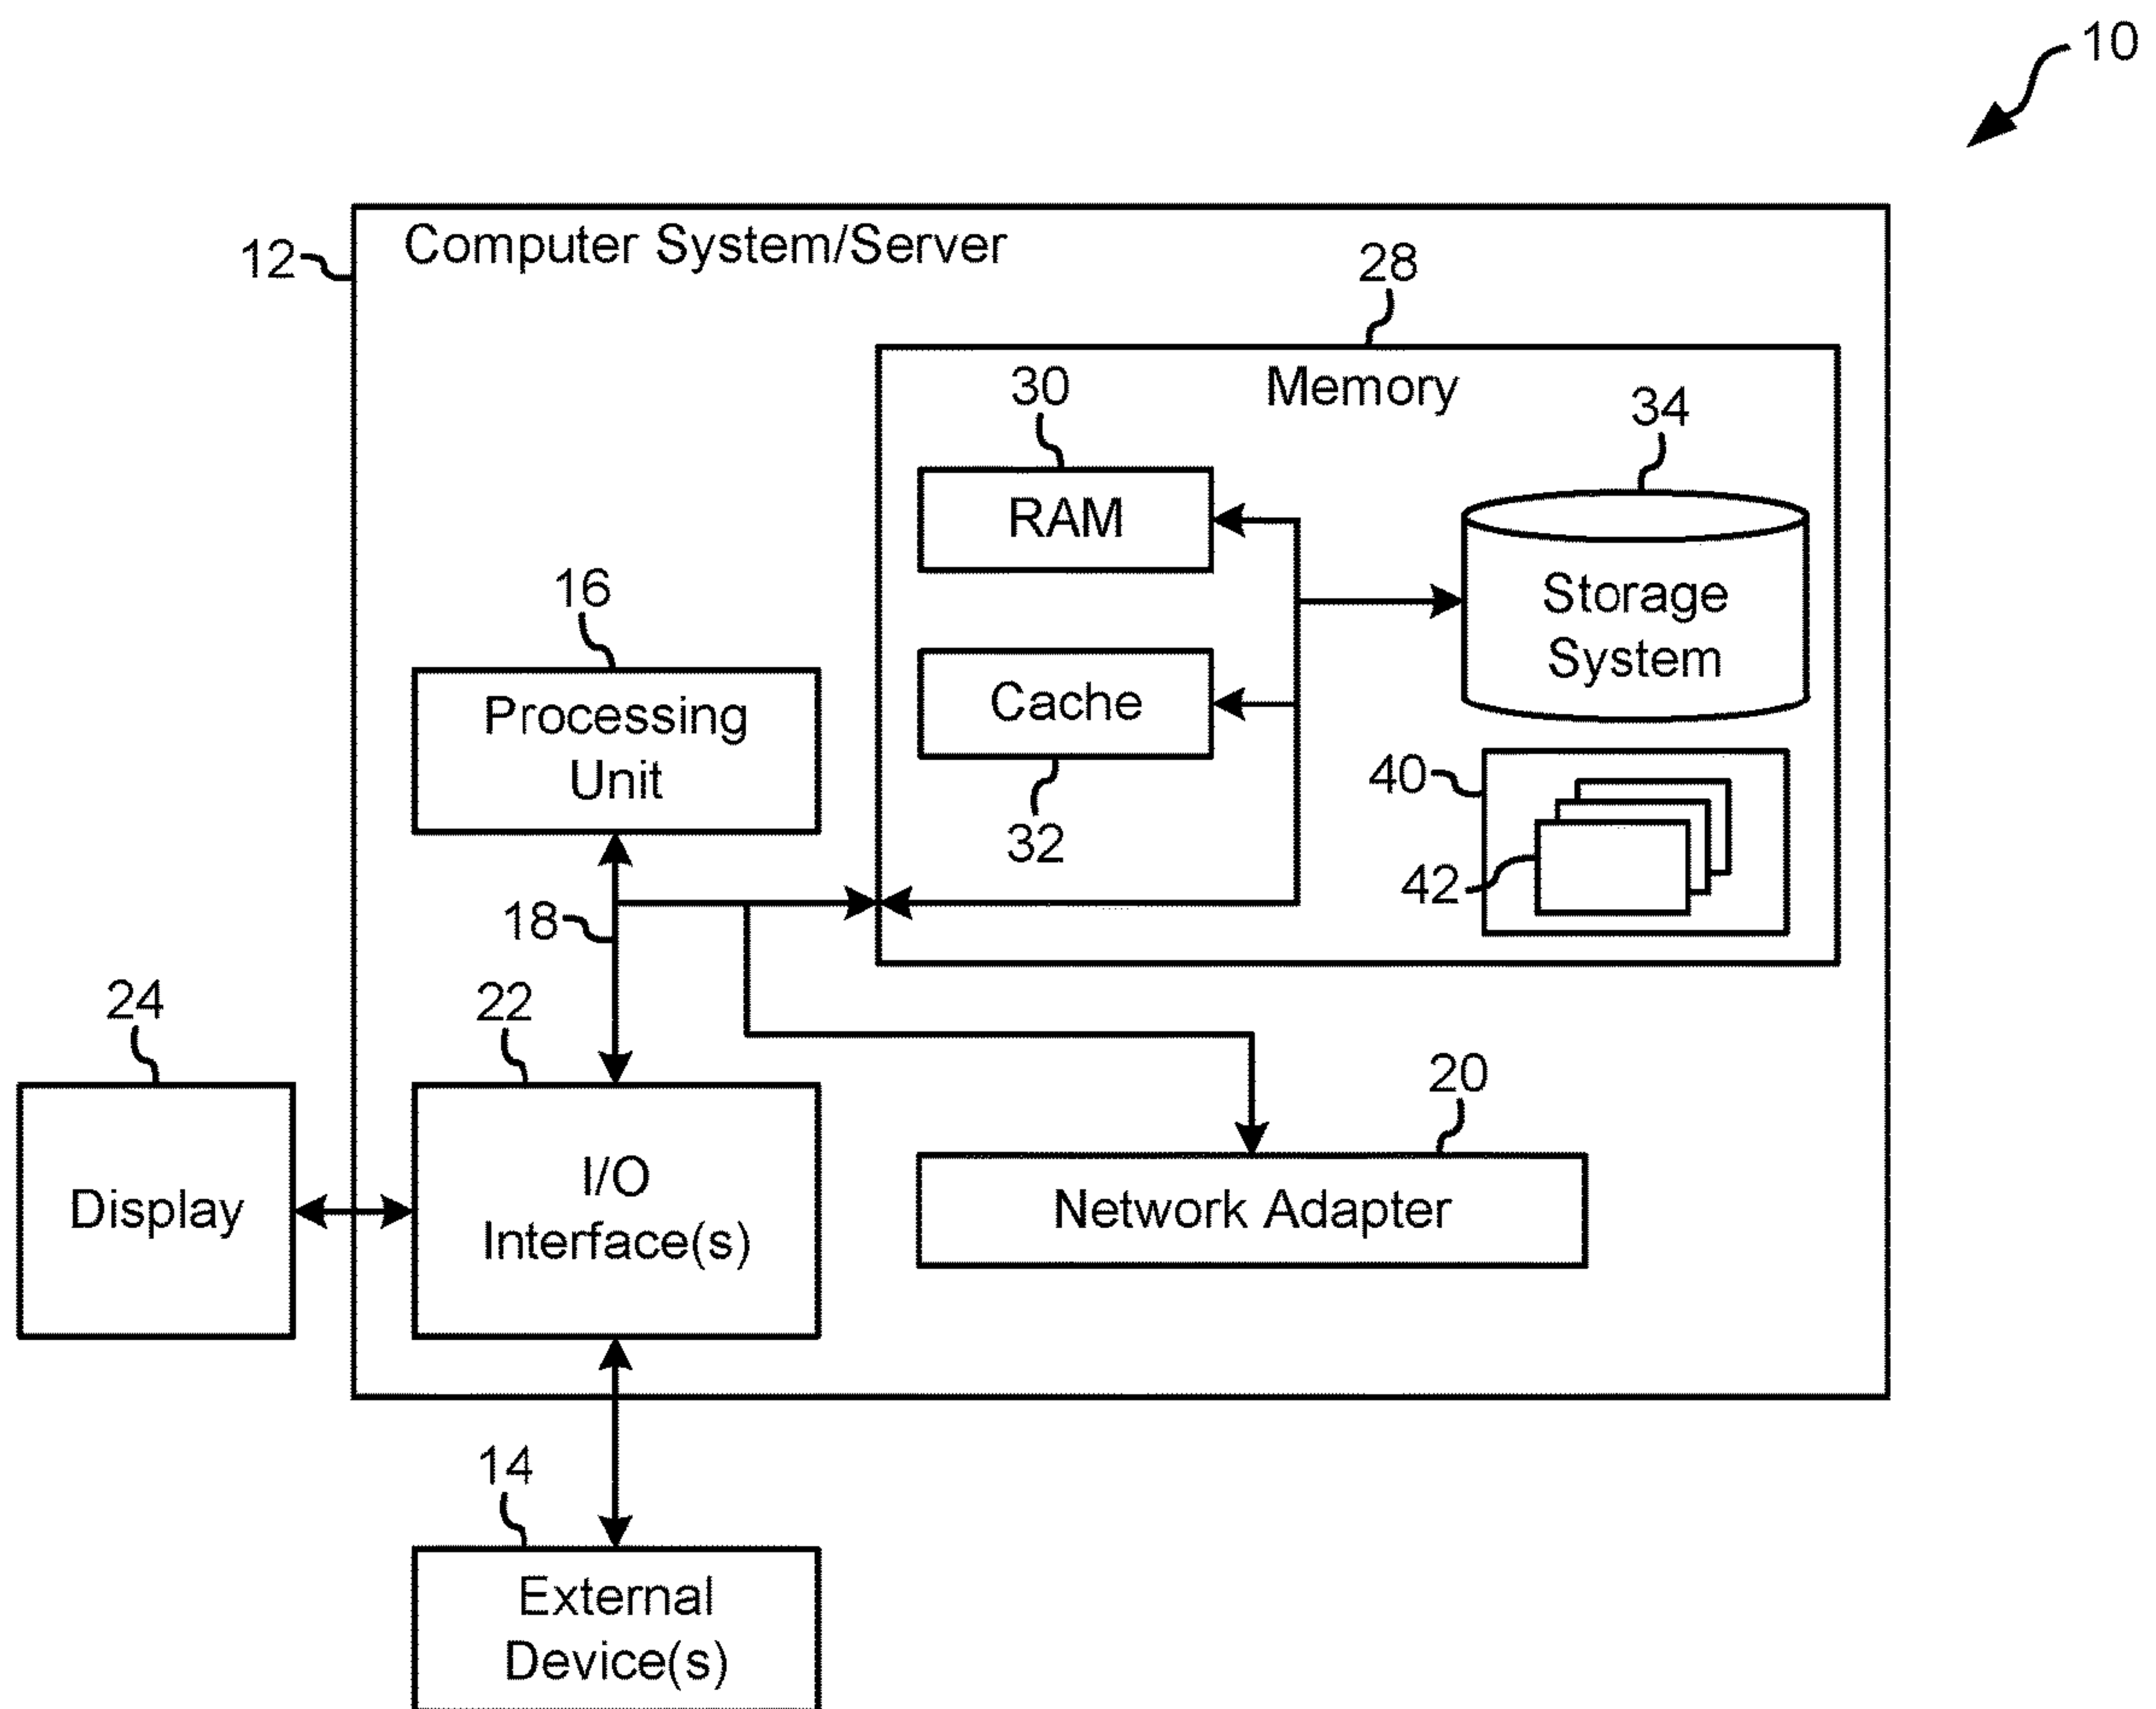 10
12
Computer System/Server
28
Memory
30
RAM
34
Storage
System
16
Processing
Unit
Cache
32
40
42
18
24
Display
22
I/O
Interface(s)
20
Network Adapter
14
External
Device(s)